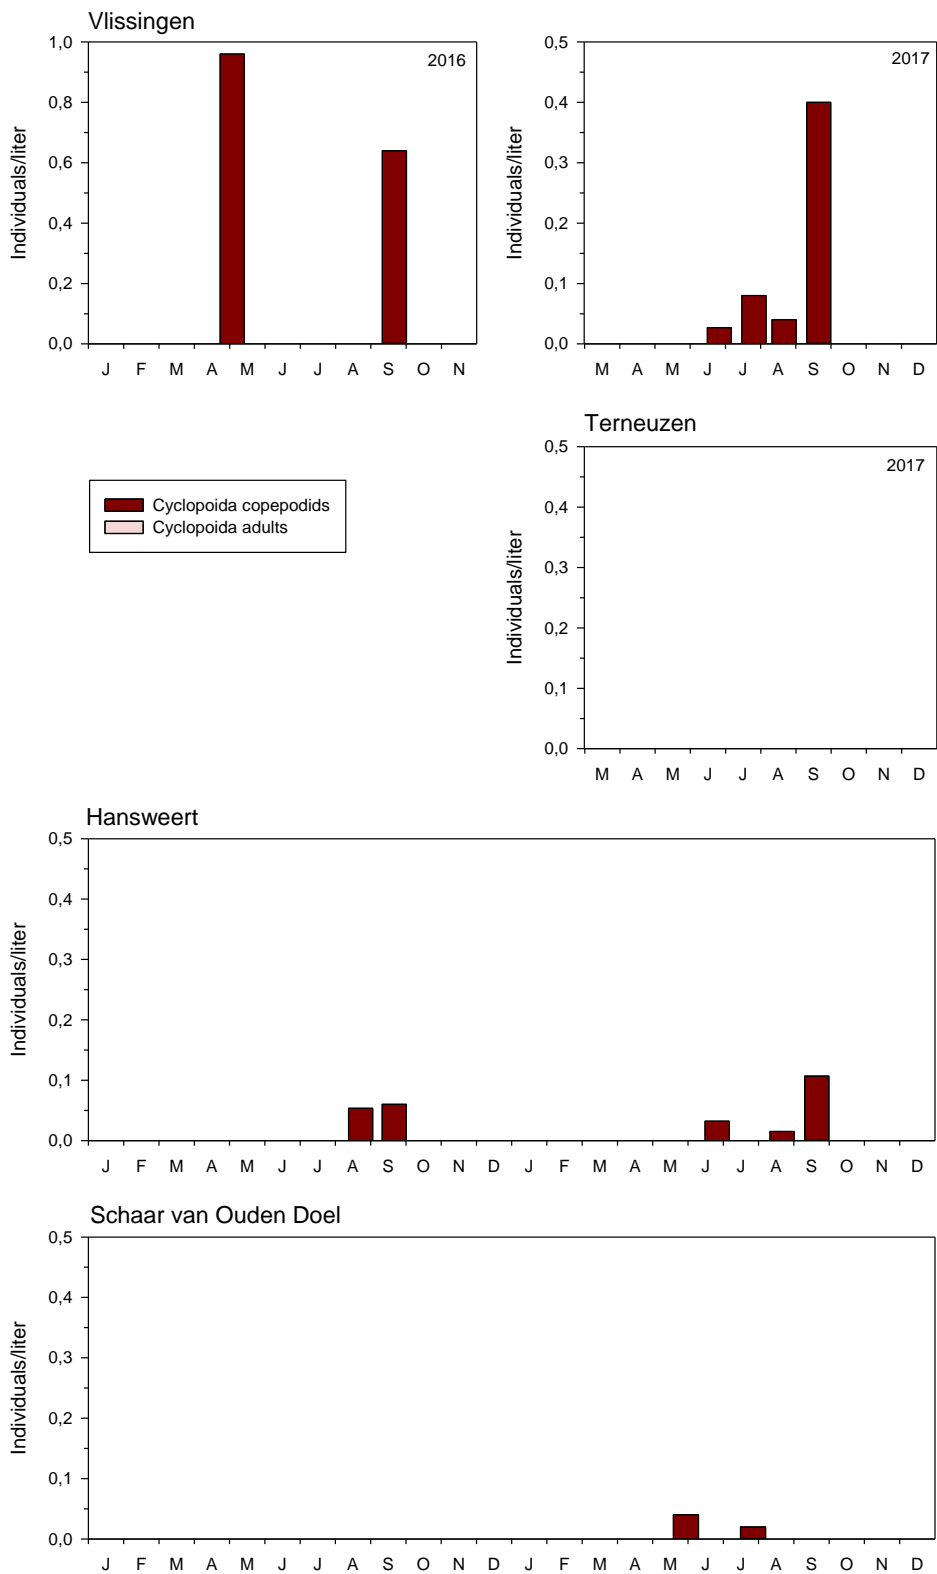 Vlissingen
1,0
0,8
0,6
0,4
0,2
0,0
Individuals/liter
2016
J F M A M J J A S O N
0,5
0,4
0,3
0,2
0,1
0,0
Individuals/liter
2017
M A M J J A S O N D
Cyclopoida copepodids
Cyclopoida adults
Terneuzen
0,5
0,4
0,3
0,2
0,1
0,0
Individuals/liter
2017
M A M J J A S O N D
Hansweert
0,5
0,4
0,3
0,2
0,1
0,0
Individuals/liter
J F M A M J J A S O N D J F M A M J J A S O N D
Schaar van Ouden Doel
0,5
0,4
0,3
0,2
0,1
0,0
Individuals/liter
J F M A M J J A S O N D J F M A M J J A S O N D